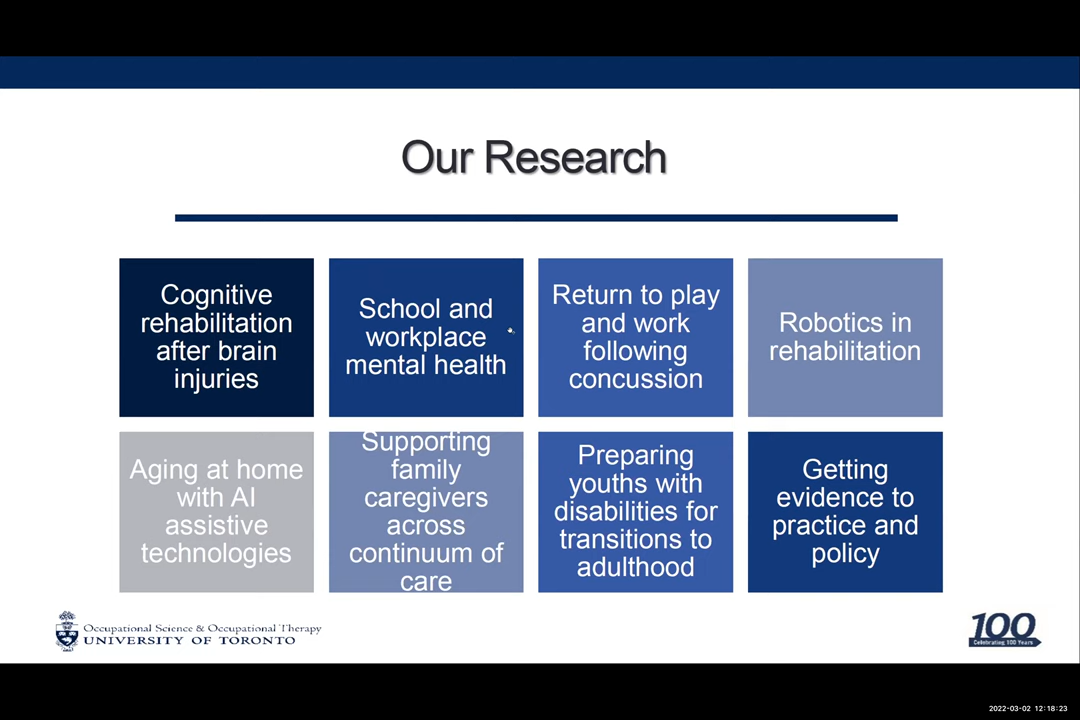 Our Research
Cognitive
rehabilitation
after brain
injuries
School and
workplace
mental health
Return to play
and work
following
concussion
Robotics in
rehabilitation
Aging at home
with AI
assistive
technologies
Supporting
family
caregivers
across
continuum of
care
Preparing
youths with
disabilities for
transitions to
adulthood
Getting
evidence to
practice and
policy
Occupational Science & Occupational Therapy
UNIVERSITY OF TORONTO
100
Celebrating 100 Years
2022-03-02 12:18:23